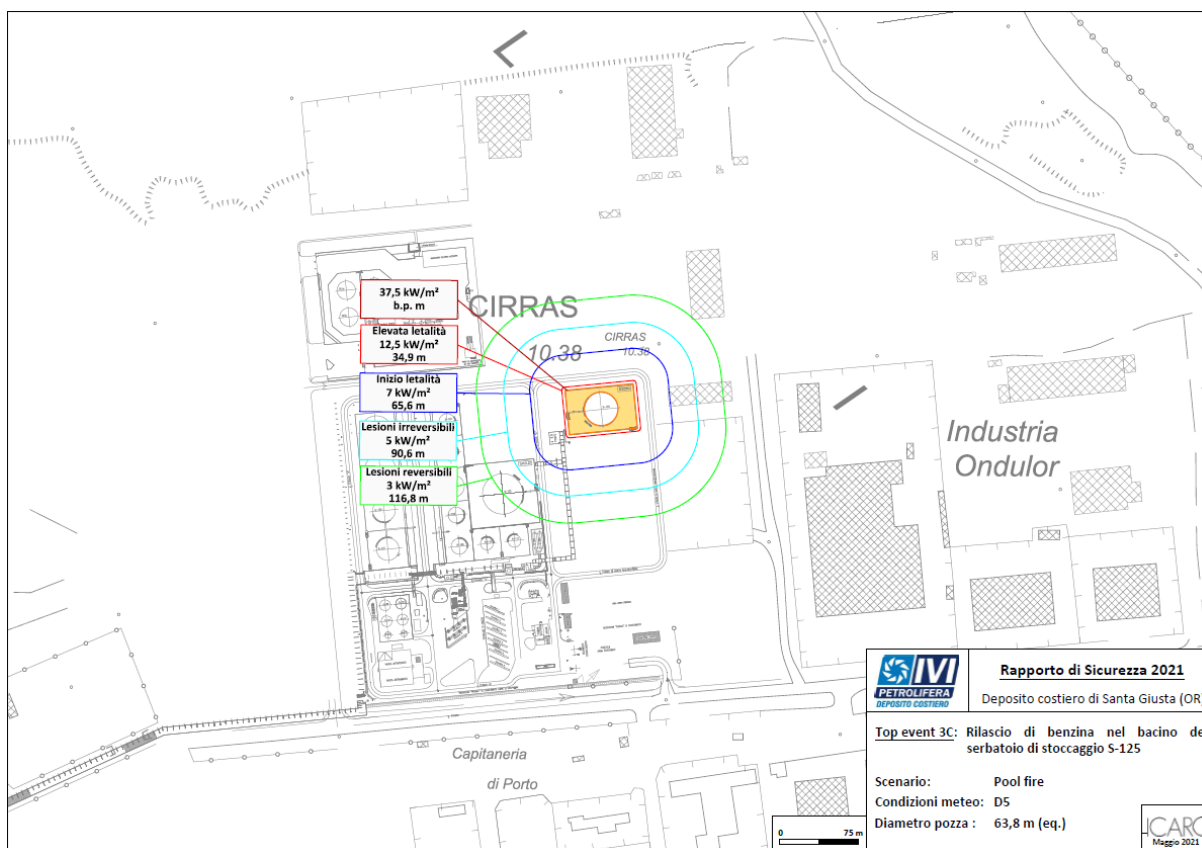 CIRRAS
10.38
CIRRAS
10.38
37,5 kW/m²
b.p. m
Elevata letalità
12,5 kW/m²
34,9 m
Inizio letalità
7 kW/m²
65,6 m
Lesioni irreversibili
5 kW/m²
90,6 m
Lesioni reversibili
3 kW/m²
116,8 m
Industria
Ondulor
Capitaneria
di Porto
IVI
PETROLIFERA
DEPOSITO COSTIERO
Rapporto di Sicurezza 2021
Deposito costiero di Santa Giusta (OR)
Top event 3C: Rilascio di benzina nel bacino de
serbatoio di stoccaggio S-125
Scenario: Pool fire
Condizioni meteo: D5
Diametro pozza : 63,8 m (eq.)
0 75 m
ICARO
Maggio 2021